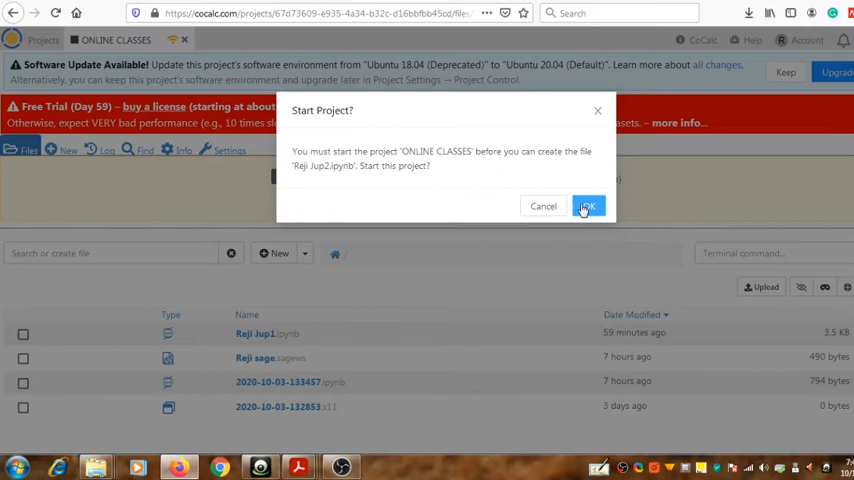 https://cocalc.com/projects/67d73609-e935-4a34-b32c-d16bbfbb45cd/files/
Search
Projects
ONLINE CLASSES
CoCalc
Help
R Account
Software Update Available! Update this project's software environment from "Ubuntu 18.04 (Deprecated)" to "Ubuntu 20.04 (Default)". Learn more about all changes.
Alternatively, you can keep this project's software environment and upgrade later in Project Settings → Project Control.
Keep
Upgrade
Free Trial (Day 59) – buy a license (starting at about
Otherwise, expect VERY bad performance (e.g., 10 times
asets. – more info...
Files
New
Log
Find
Info
Settings
Start Project?
You must start the project 'ONLINE CLASSES' before you can create the file
'Reji Jup2.ipynb'. Start this project?
Cancel
OK
Search or create file
New
/
Terminal command...
Upload
Type
Name
Date Modified
Size
Reji Jup1.ipynb
59 minutes ago
3.5 KB
Reji sage.sagews
7 hours ago
490 bytes
2020-10-03-133457.ipynb
7 hours ago
794 bytes
2020-10-03-132853.x11
3 days ago
0 bytes